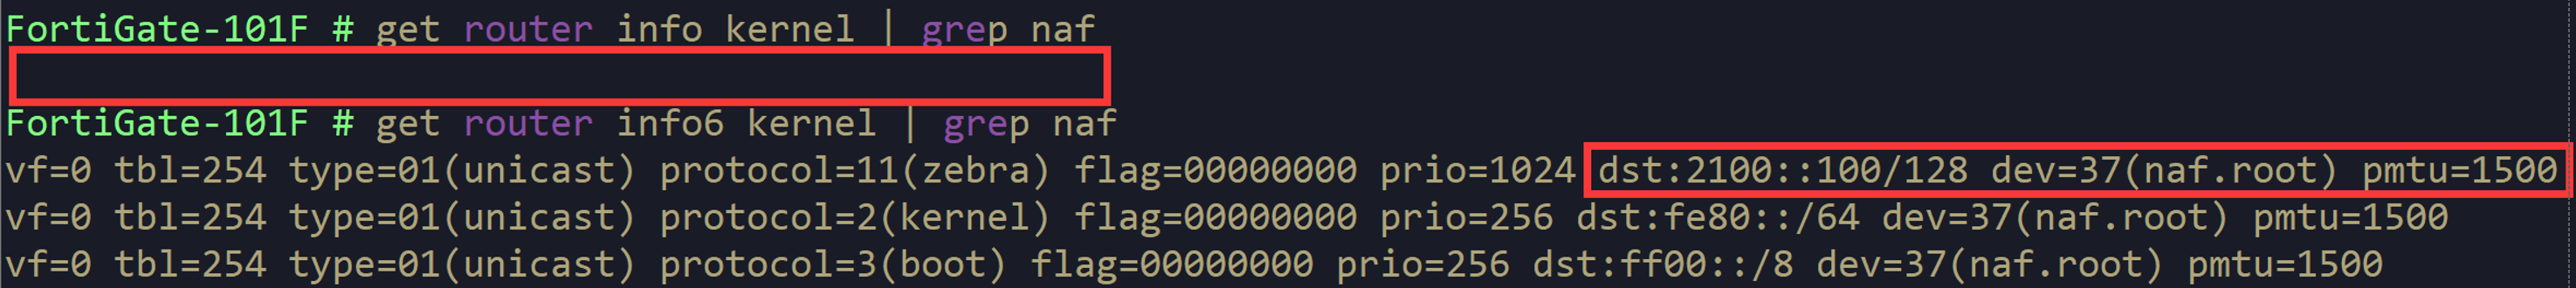 FortiGate-101F # get router info kernel | grep naf
FortiGate-101F # get router info6 kernel | grep naf
vf=0 tbl=254 type=01(unicast) protocol=11(zebra) flag=00000000 prio=1024 dst:2100::100/128 dev=37(naf.root) pmtu=1500
vf=0 tbl=254 type=01(unicast) protocol=2(kernel) flag=00000000 prio=256 dst:fe80::/64 dev=37(naf.root) pmtu=1500
vf=0 tbl=254 type=01(unicast) protocol=3(boot) flag=00000000 prio=256 dst:ff00::/8 dev=37(naf.root) pmtu=1500